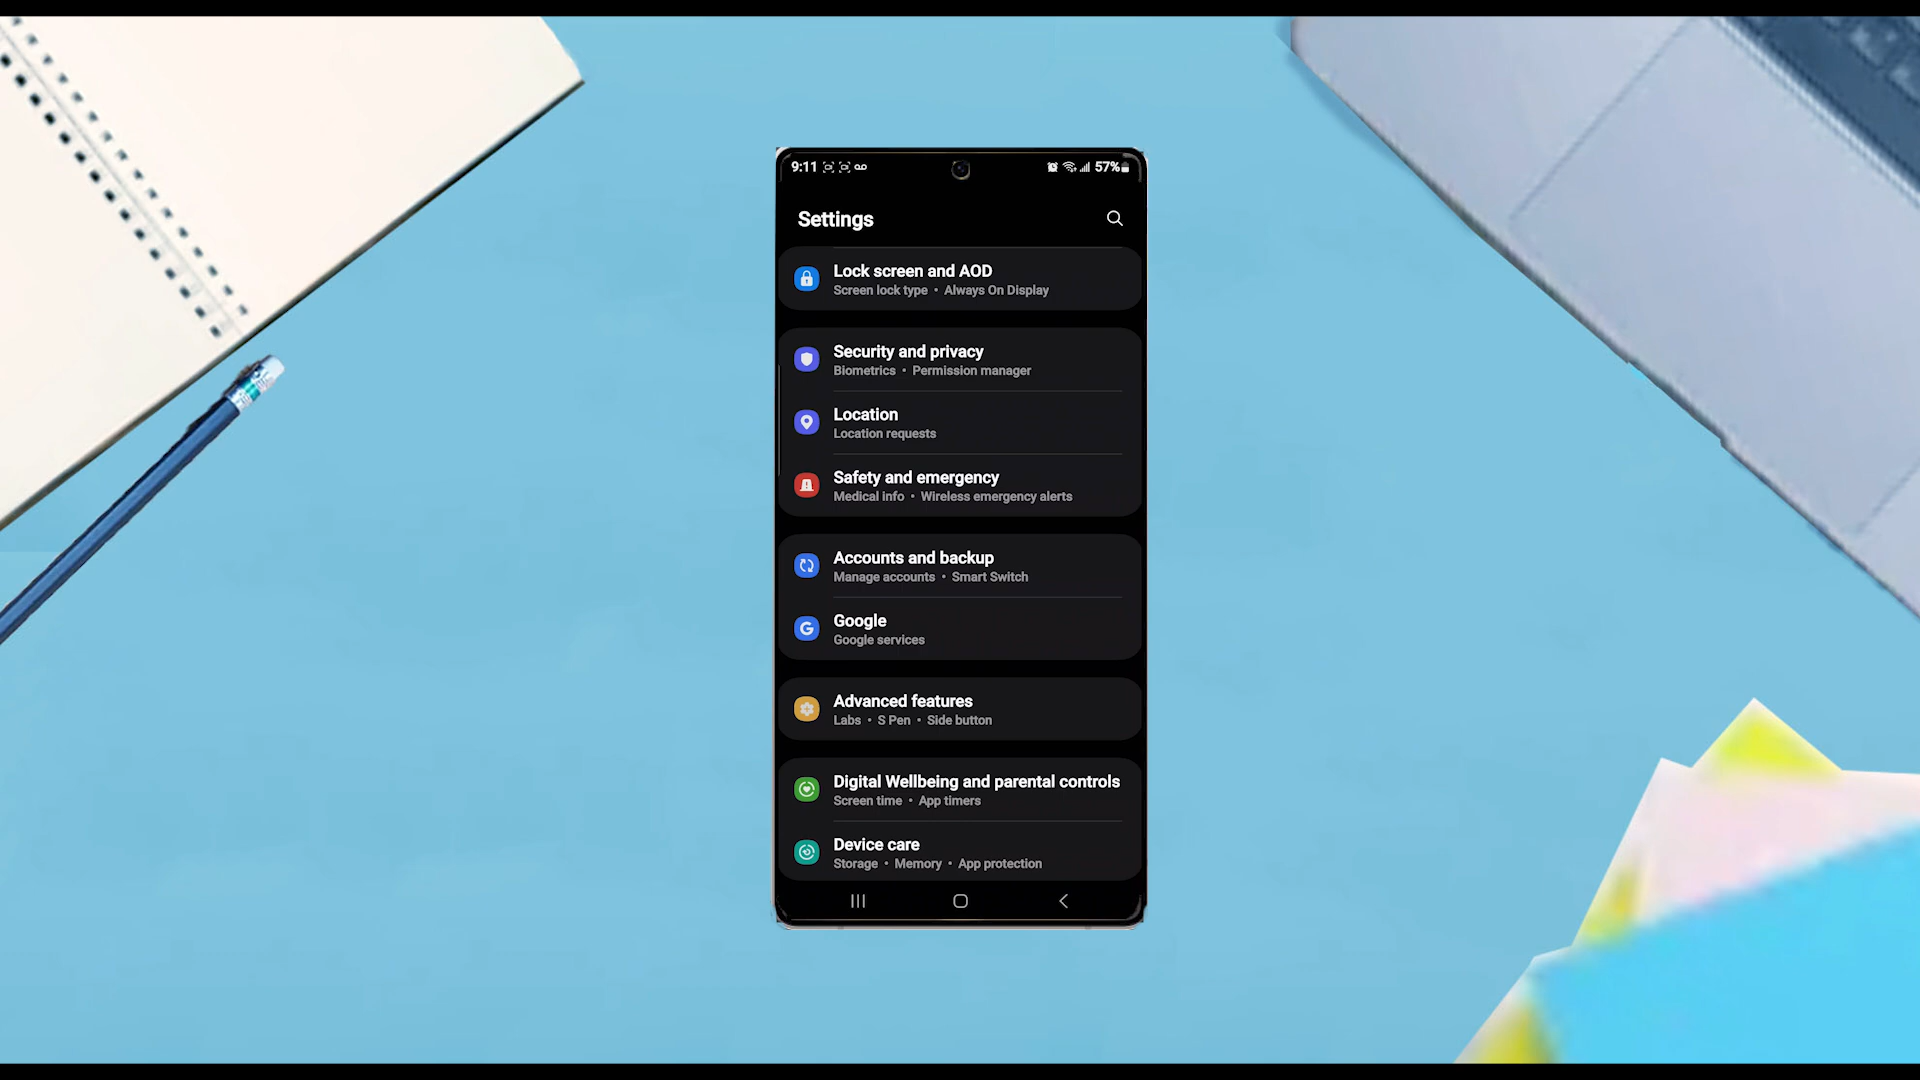 9:11
57%
Settings
Lock screen and AOD
Screen lock type • Always On Display
Security and privacy
Biometrics • Permission manager
Location
Location requests
Safety and emergency
Medical info • Wireless emergency alerts
Accounts and backup
Manage accounts • Smart Switch
Google
Google services
Advanced features
Labs • S Pen • Side button
Digital Wellbeing and parental controls
Screen time • App timers
Device care
Storage • Memory • App protection